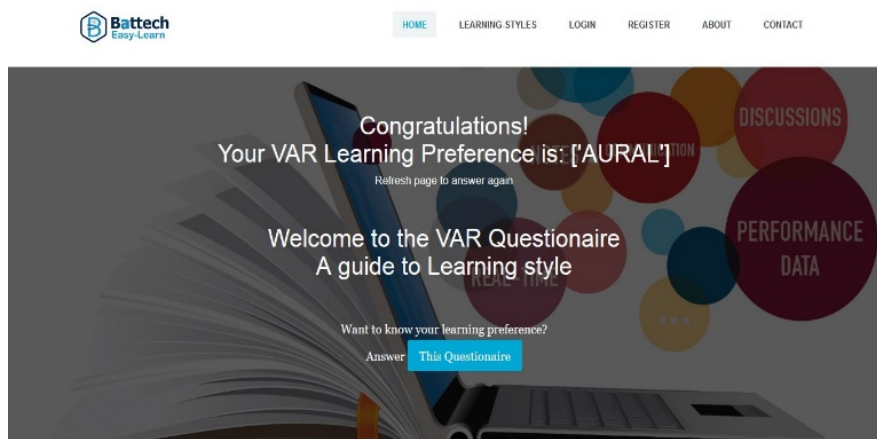 Battech
Easy-Learn
HOME LEARNING STYLES LOGIN REGISTER ABOUT CONTACT
Congratulations!
Your VAR Learning Preference is: ['AURAL']
Refresh page to answer again
Welcome to the VAR Questionaire
A guide to Learning style
Want to know your learning preference?
Answer This Questionaire
DISCUSSIONS
PERFORMANCE
DATA
REAL-TIME